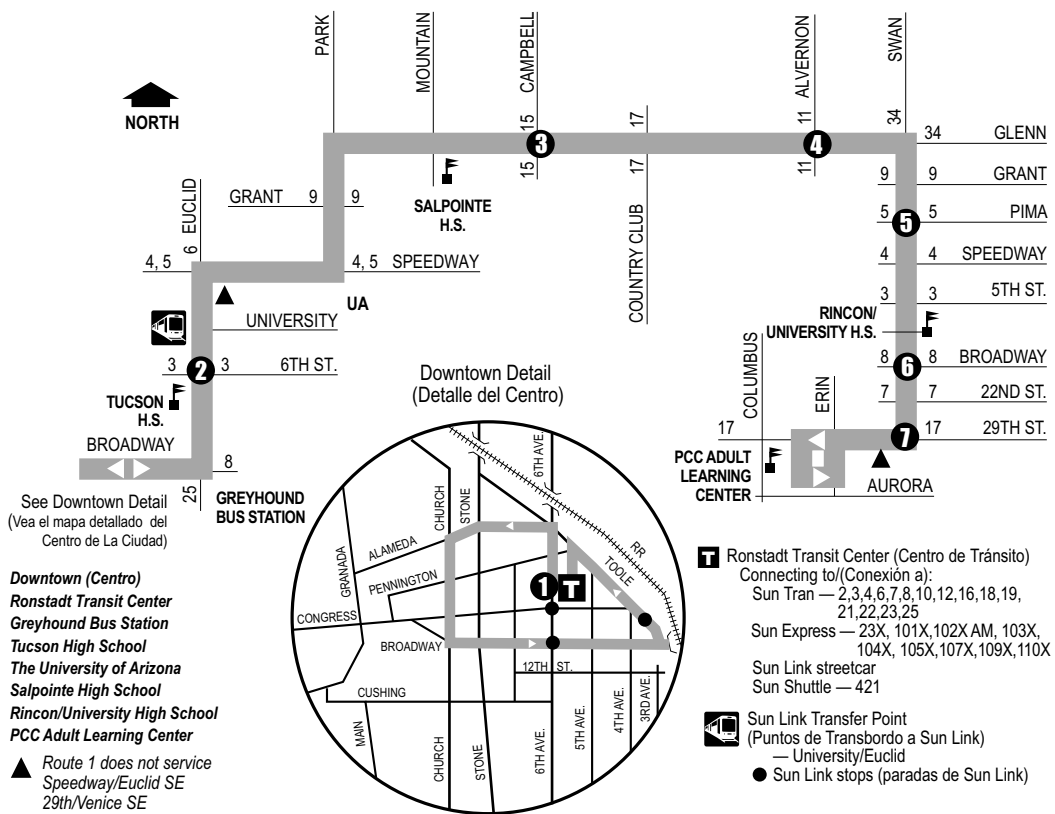 PARK
MOUNTAIN
CAMPBELL
ALVERNON
SWAN
NORTH
15
17
11
34
3
4
34
GLENN
15
17
11
9
9
GRANT
SALPOINTE
H.S.
COUNTRY CLUB
EUCLID
6
GRANT
9
9
5
5
5
PIMA
4, 5
4, 5
SPEEDWAY
4
4
SPEEDWAY
UA
3
3
5TH ST.
UNIVERSITY
RINCON/
UNIVERSITY H.S.
3
2
3
6TH ST.
8
6
8
BROADWAY
TUCSON
H.S.
7
7
22ND ST.
COLUMBUS
ERIN
17
7
17
29TH ST.
BROADWAY
8
25
GREYHOUND
BUS STATION
PCC ADULT
LEARNING
CENTER
AURORA
See Downtown Detail
(Vea el mapa detallado del
Centro de La Ciudad)
Downtown Detail
(Detalle del Centro)
6TH AVE.
CHURCH
STONE
RR
GRANADA
ALAMEDA
TOOLE
PENNINGTON
1
T
CONGRESS
BROADWAY
12TH ST.
CUSHING
MAIN
CHURCH
STONE
6TH AVE.
5TH AVE.
4TH AVE.
3RD AVE.
Downtown (Centro)
Ronstadt Transit Center
Greyhound Bus Station
Tucson High School
The University of Arizona
Salpointe High School
Rincon/University High School
PCC Adult Learning Center
Route 1 does not service
Speedway/Euclid SE
29th/Venice SE
T Ronstadt Transit Center (Centro de Tránsito)
Connecting to/(Conexión a):
Sun Tran — 2,3,4,6,7,8,10,12,16,18,19,
21,22,23,25
Sun Express — 23X, 101X,102X AM, 103X,
104X, 105X,107X,109X,110X
Sun Link streetcar
Sun Shuttle — 421
Sun Link Transfer Point
(Puntos de Transbordo a Sun Link)
— University/Euclid
Sun Link stops (paradas de Sun Link)